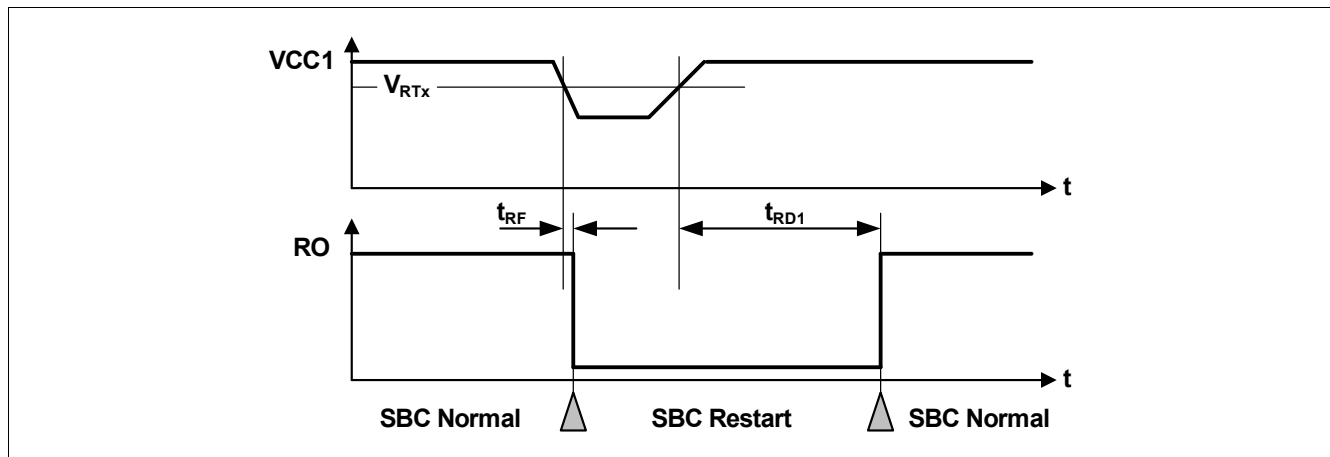 VCC1
VRTx
t
tRF
tRD1
RO
t
SBC Normal
SBC Restart
SBC Normal